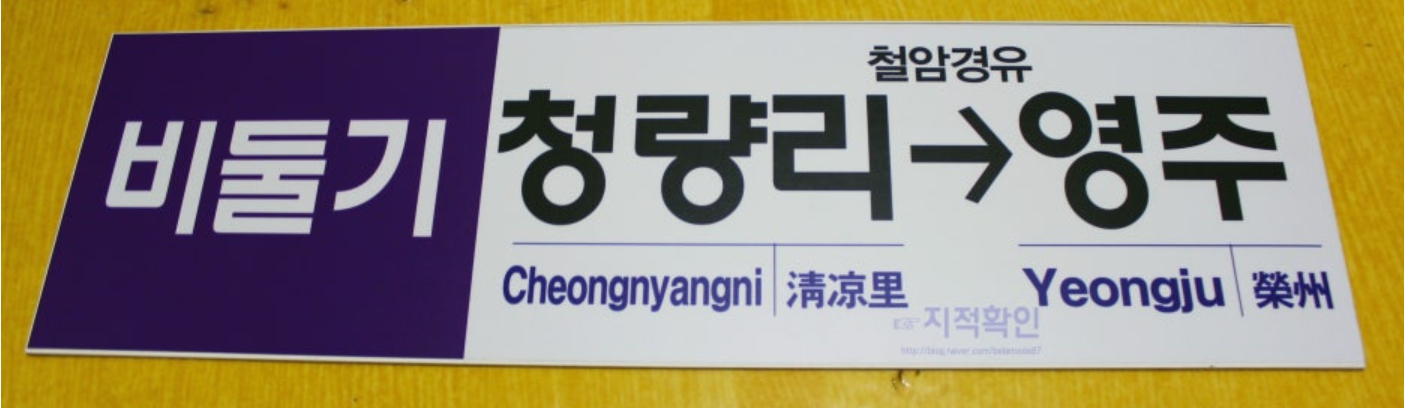 비둘기
철암경유
청량리→영주
Cheongnyangni 淸凉里 Yeongju 榮州
☞지적확인